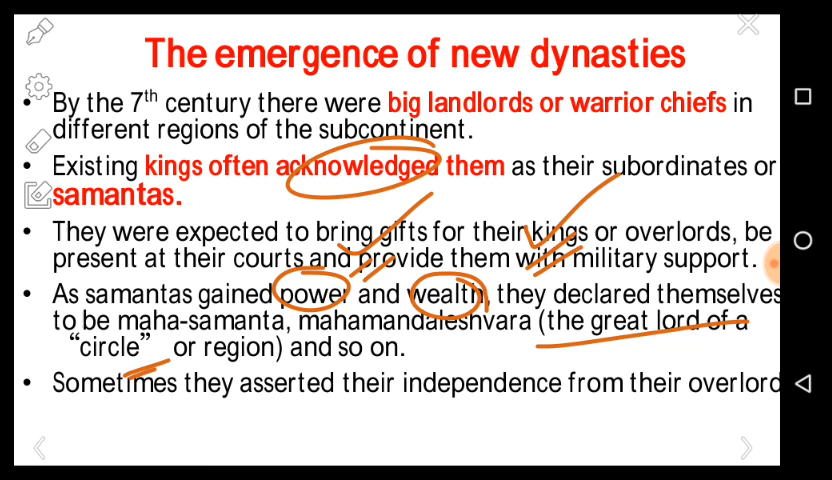 The emergence of new dynasties
• By the 7th century there were big landlords or warrior chiefs in
different regions of the subcontinent.
• Existing kings often acknowledged them as their subordinates or
samantas.
• They were expected to bring gifts for their kings or overlords, be
present at their courts and provide them with military support.
• As samantas gained power and wealth, they declared themselves
to be maha-samanta, mahamandaleshvara (the great lord of a
“circle” or region) and so on.
• Sometimes they asserted their independence from their overlord